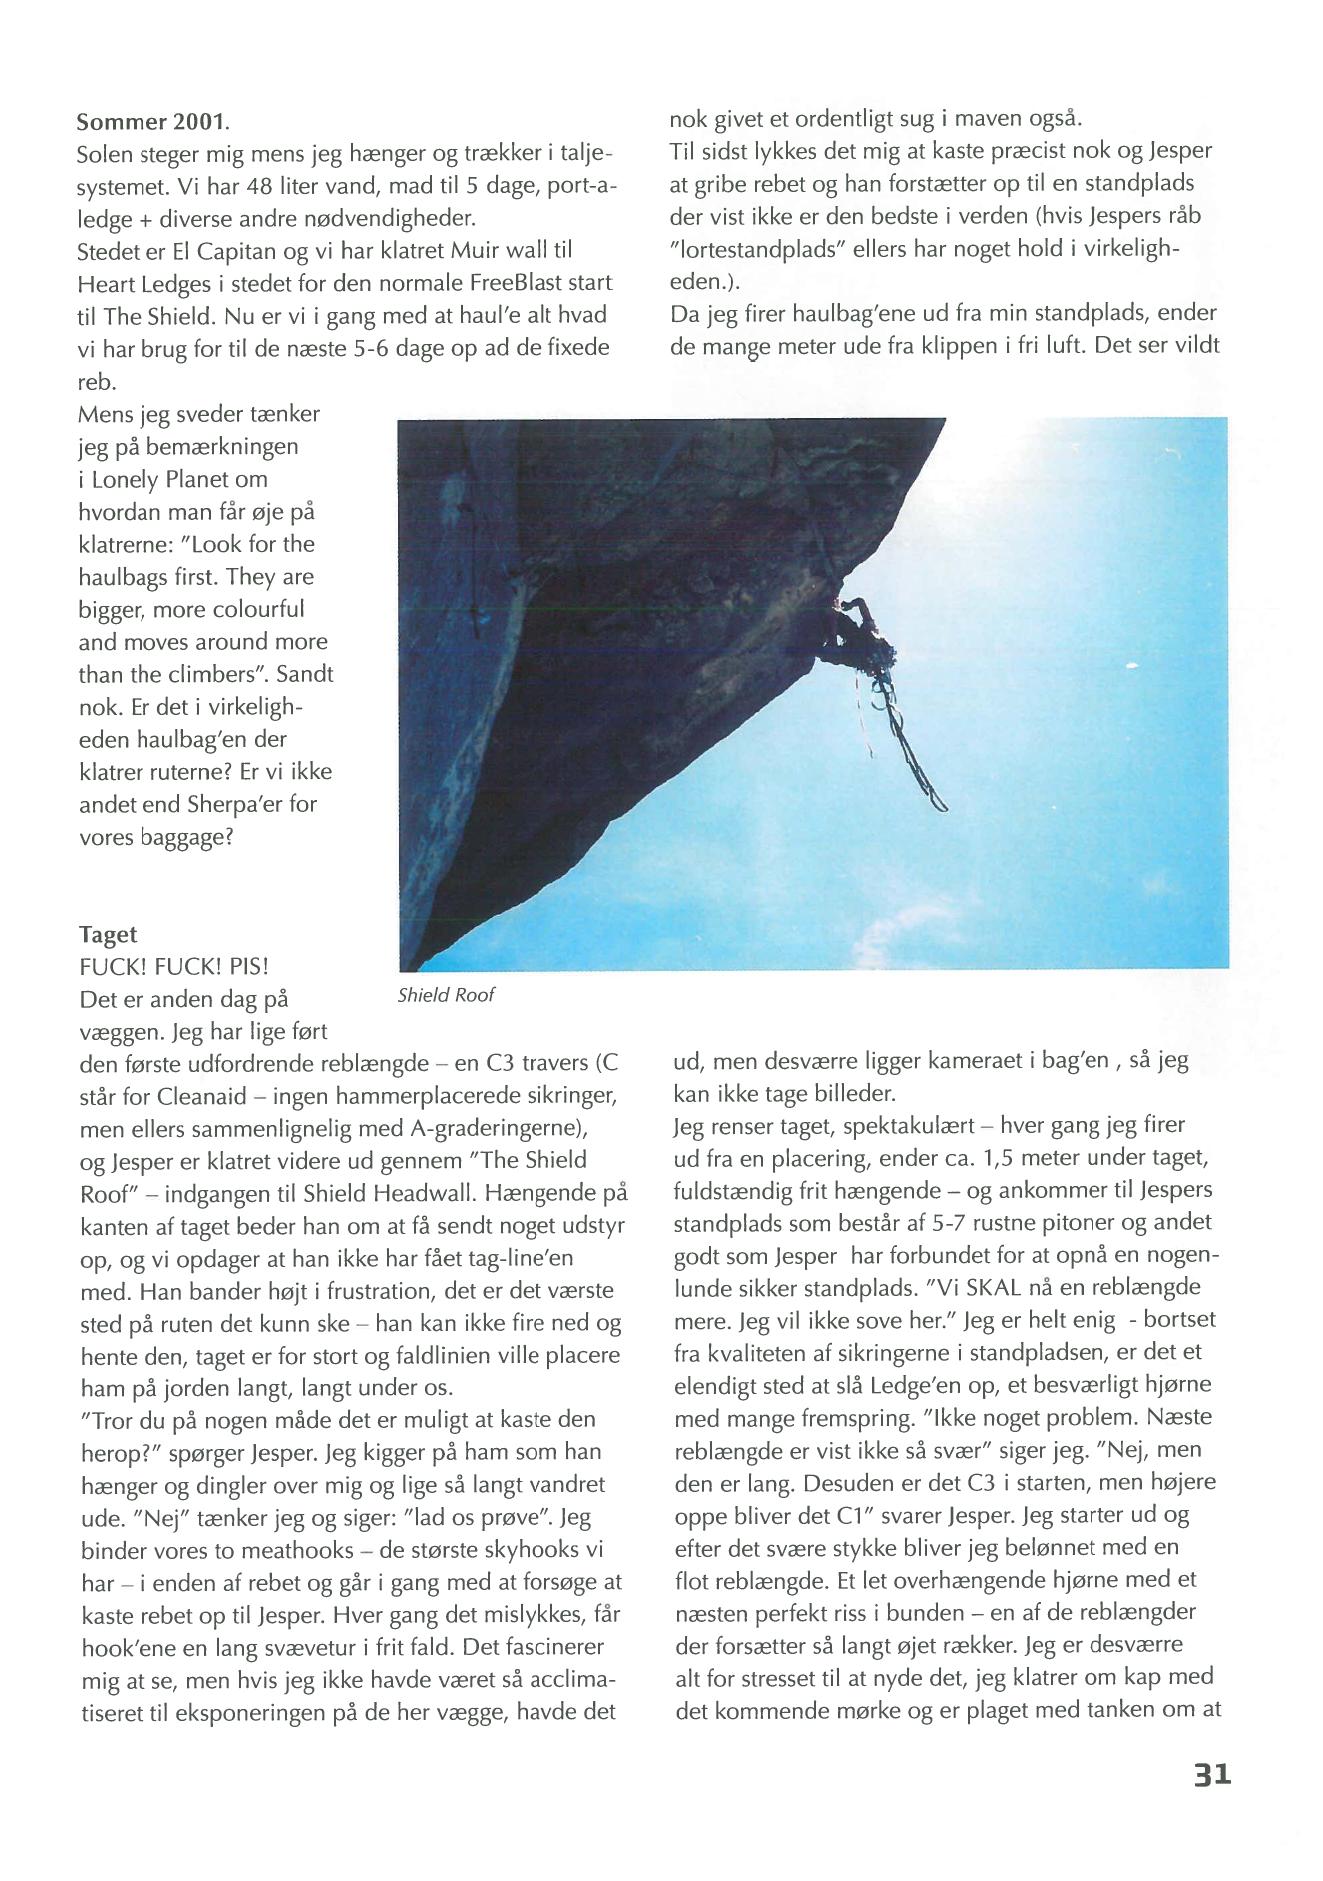 Sommer 2001.
Solen steger mig mens jeg hænger og trækker i talje-
systemet. Vi har 48 liter vand, mad til 5 dage, port-a-
ledge + diverse andre nødvendigheder.
Stedet er El Capitan og vi har klatret Muir wall til
Heart Ledges i stedet for den normale FreeBlast start
til The Shield. Nu er vi i gang med at haul'e alt hvad
vi har brug for til de næste 5-6 dage op ad de fixede
reb.
Mens jeg sveder tænker
jeg på bemærkningen
i Lonely Planet om
hvordan man får øje på
klatrerne: "Look for the
haulbags first. They are
bigger, more colourful
and moves around more
than the climbers". Sandt
nok. Er det i virkeligh-
eden haulbag'en der
klatrer ruterne? Er vi ikke
andet end Sherpa'er for
vores baggage?
Taget
FUCK! FUCK! PIS!
Det er anden dag på
væggen. Jeg har lige ført
den første udfordrende reblængde – en C3 travers (C
står for Cleanaid – ingen hammerplacerede sikringer,
men ellers sammenlignelig med A-graderingerne),
og Jesper er klatret videre ud gennem "The Shield
Roof" – indgangen til Shield Headwall. Hængende på
kanten af taget beder han om at få sendt noget udstyr
op, og vi opdager at han ikke har fået tag-line'en
med. Han bander højt i frustration, det er det værste
sted på ruten det kunn ske – han kan ikke fire ned og
hente den, taget er for stort og faldlinien ville placere
ham på jorden langt, langt under os.
"Tror du på nogen måde det er muligt at kaste den
herop?" spørger Jesper. Jeg kigger på ham som han
hænger og dingler over mig og lige så langt vandret
ude. "Nej" tænker jeg og siger: "lad os prøve". Jeg
binder vores to meathooks – de største skyhooks vi
har – i enden af rebet og går i gang med at forsøge at
kaste rebet op til Jesper. Hver gang det mislykkes, får
hook'ene en lang svævetur i frit fald. Det fascinerer
mig at se, men hvis jeg ikke havde været så acclima-
tiseret til eksponeringen på de her vægge, havde det
nok givet et ordentligt sug i maven også.
Til sidst lykkes det mig at kaste præcist nok og Jesper
at gribe rebet og han forstætter op til en standplads
der vist ikke er den bedste i verden (hvis Jespers råb
"lortestandplads" ellers har noget hold i virkeligh-
eden.).
Da jeg firer haulbag'ene ud fra min standplads, ender
de mange meter ude fra klippen i fri luft. Det ser vildt
Shield Roof
ud, men desværre ligger kameraet i bag'en , så jeg
kan ikke tage billeder.
Jeg renser taget, spektakulært – hver gang jeg firer
ud fra en placering, ender ca. 1,5 meter under taget,
fuldstændig frit hængende – og ankommer til Jespers
standplads som består af 5-7 rustne pitoner og andet
godt som Jesper  har forbundet for at opnå en nogen-
lunde sikker standplads. "Vi SKAL nå en reblængde
mere. Jeg vil ikke sove her." Jeg er helt enig  - bortset
fra kvaliteten af sikringerne i standpladsen, er det et
elendigt sted at slå Ledge'en op, et besværligt hjørne
med mange fremspring. "Ikke noget problem. Næste
reblængde er vist ikke så svær" siger jeg. "Nej, men
den er lang. Desuden er det C3 i starten, men højere
oppe bliver det C1" svarer Jesper. Jeg starter ud og
efter det svære stykke bliver jeg belønnet med en
flot reblængde. Et let overhængende hjørne med et
næsten perfekt riss i bunden – en af de reblængder
der forsætter så langt øjet rækker. Jeg er desværre
alt for stresset til at nyde det, jeg klatrer om kap med
det kommende mørke og er plaget med tanken om at
31